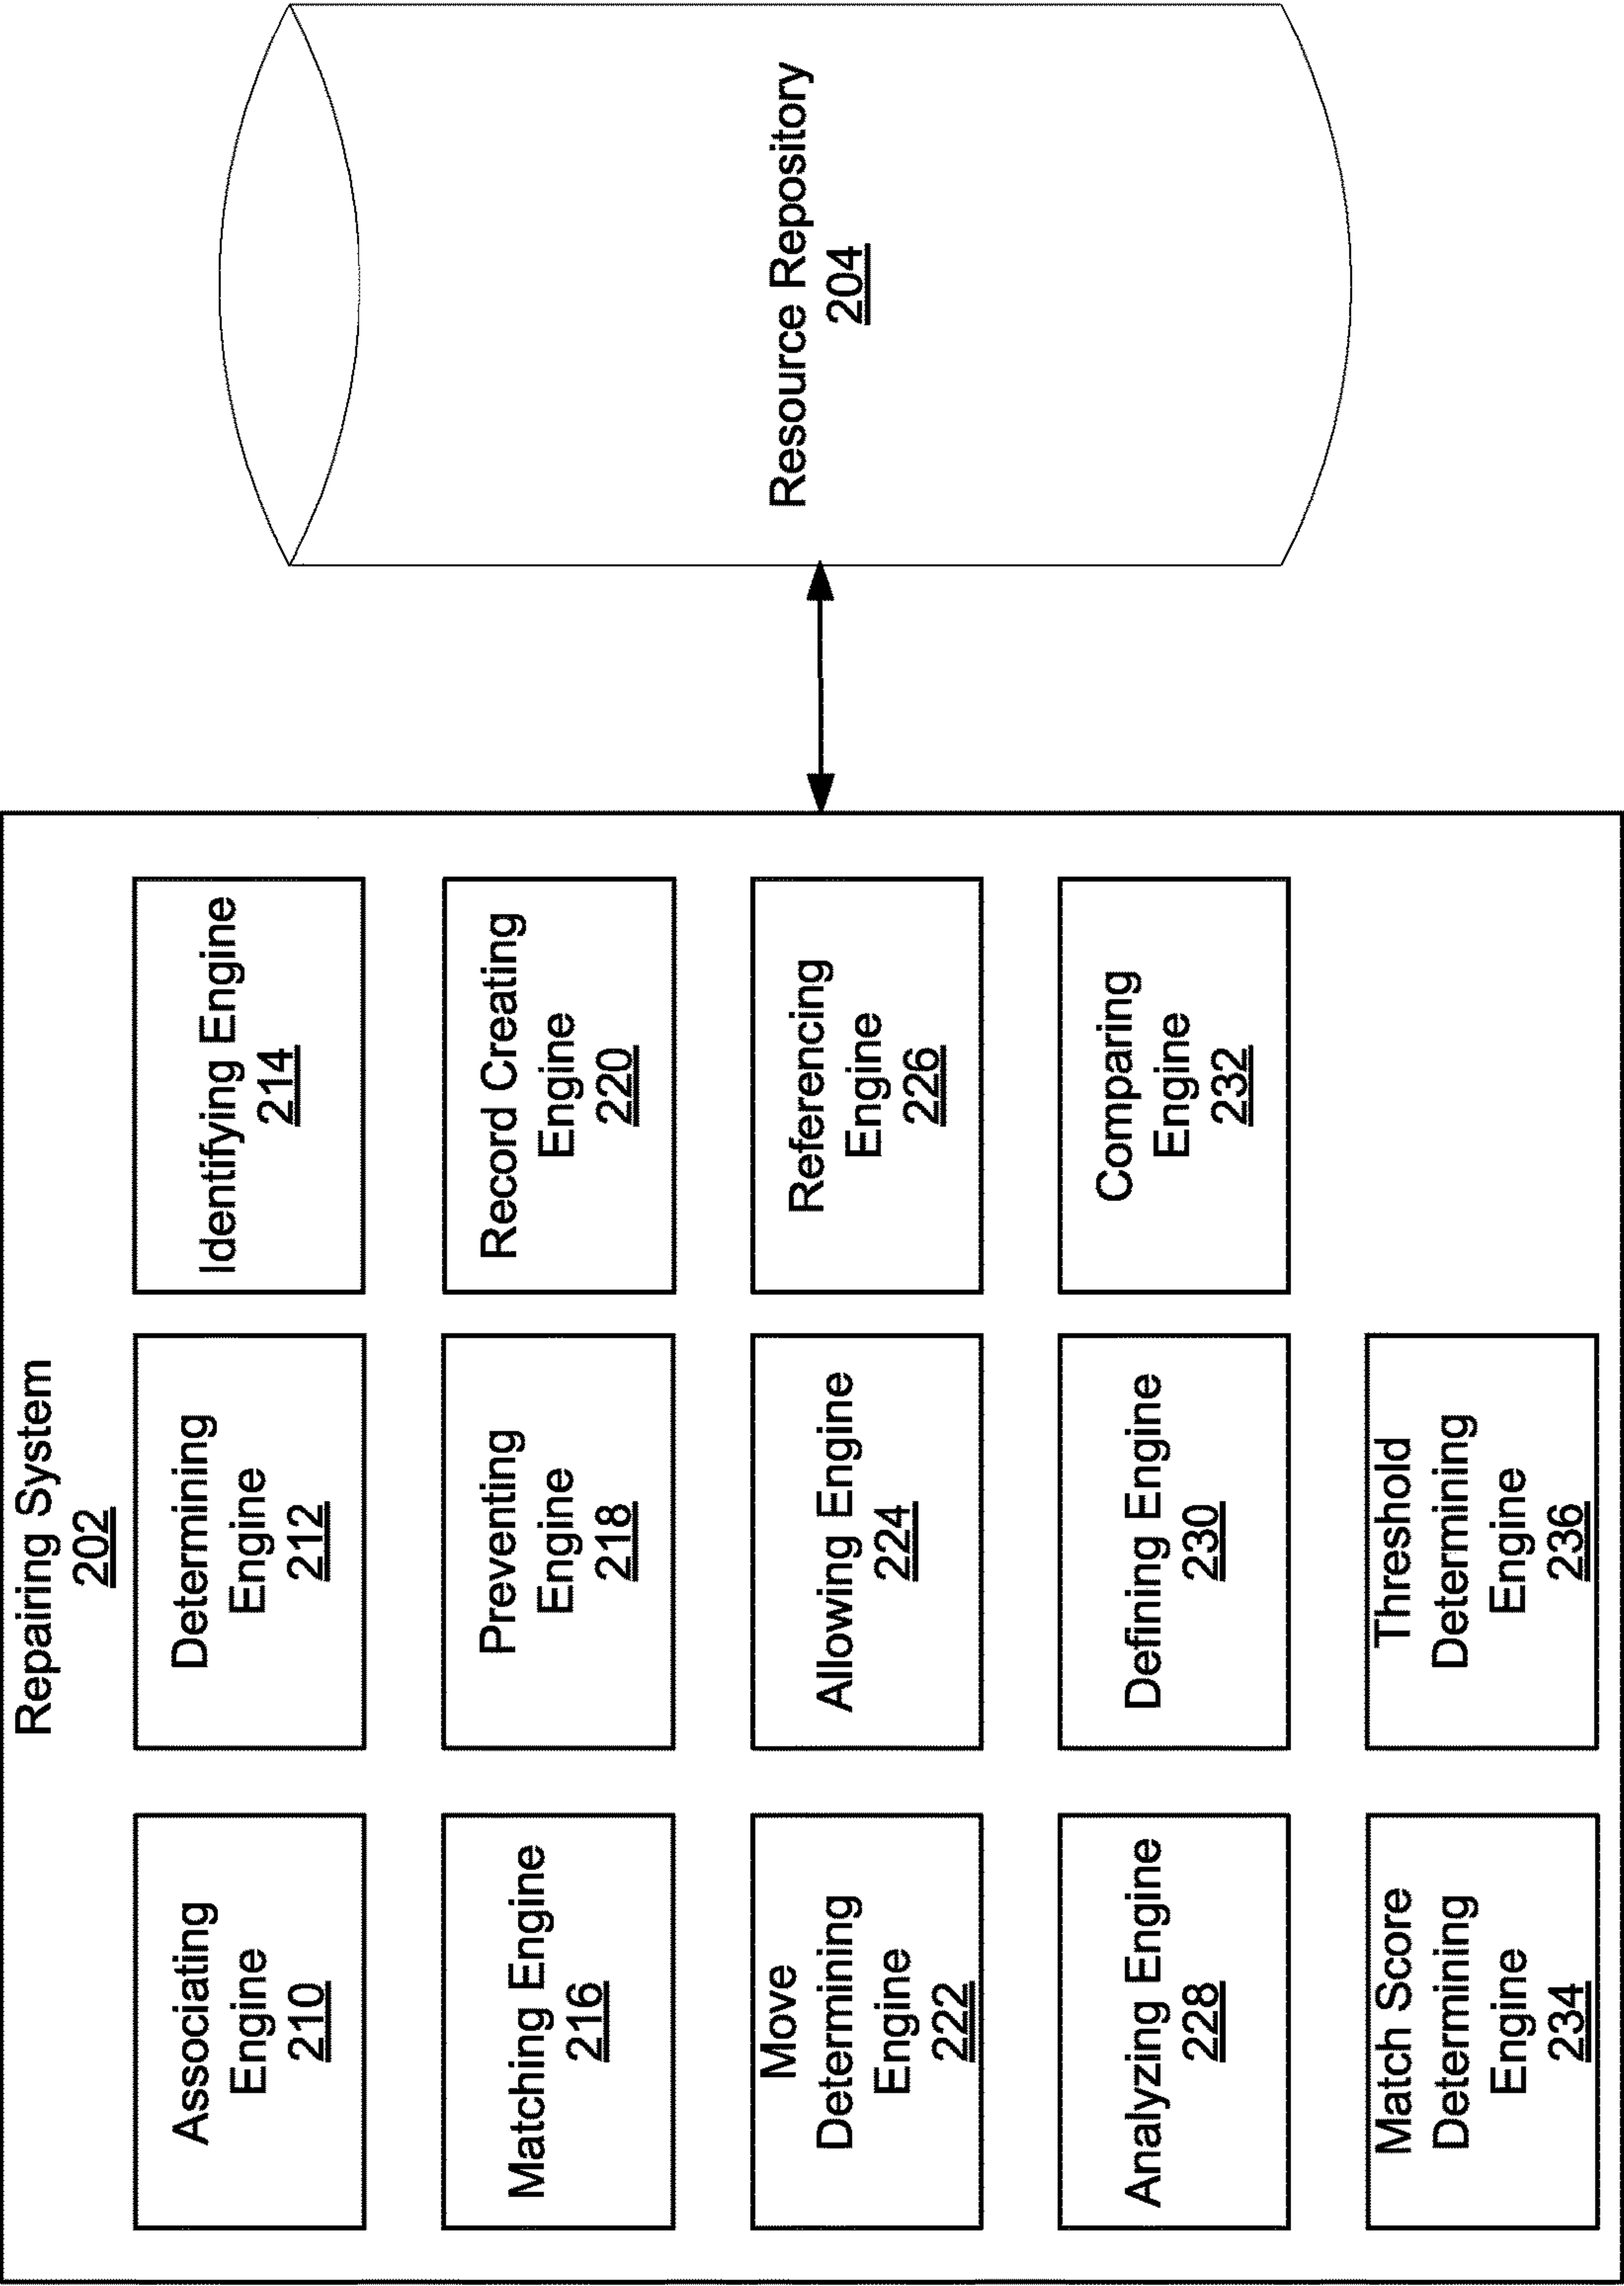 Repairing System
202
Associating
Engine
210
Determining
Engine
212
Identifying Engine
214
Matching Engine
216
Preventing
Engine
218
Record Creating
Engine
220
Move
Determining
Engine
222
Allowing Engine
224
Referencing
Engine
226
Analyzing Engine
228
Defining Engine
230
Comparing
Engine
232
Match Score
Determining
Engine
234
Threshold
Determining
Engine
236
Resource Repository
204